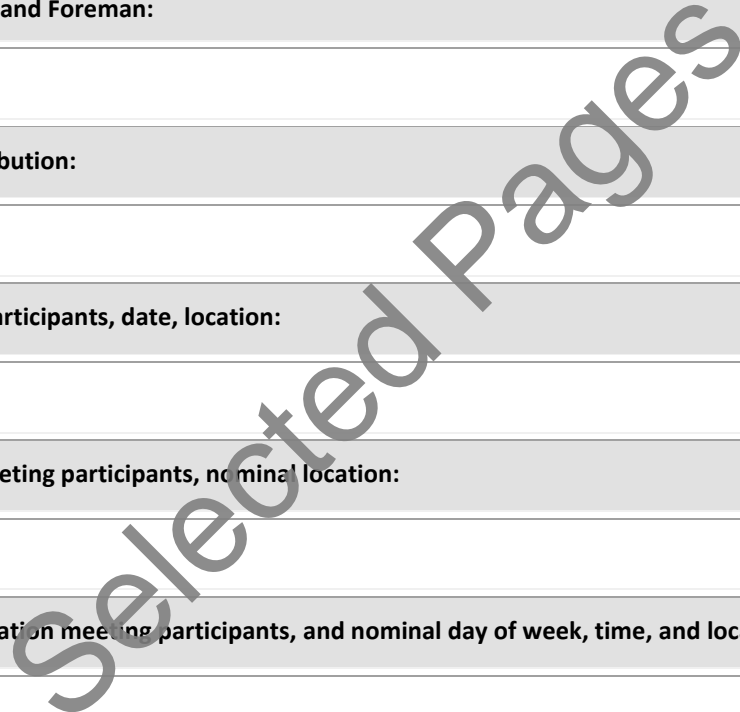 and Foreman:
bution:
articipants, date, location:
eting participants, nominal location:
ation meeting participants, and nominal day of week, time, and loc
Selected Pages